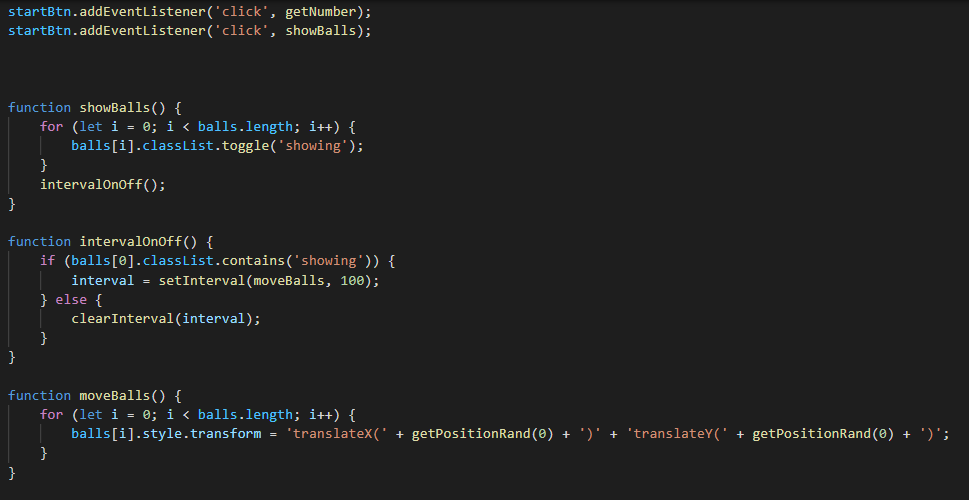 startBtn.addEventListener('click', getNumber);
startBtn.addEventListener('click', showBalls);
function showBalls() {
    for (let i = 0; i < balls.length; i++) {
        balls[i].classList.toggle('showing');
    }
    intervalOnOff();
}
function intervalOnOff() {
    if (balls[0].classList.contains('showing')) {
        interval = setInterval(moveBalls, 100);
    } else {
        clearInterval(interval);
    }
}
function moveBalls() {
    for (let i = 0; i < balls.length; i++) {
        balls[i].style.transform = 'translateX(' + getPositionRand(0) + ')' + 'translateY(' + getPositionRand(0) + ')';
    }
}